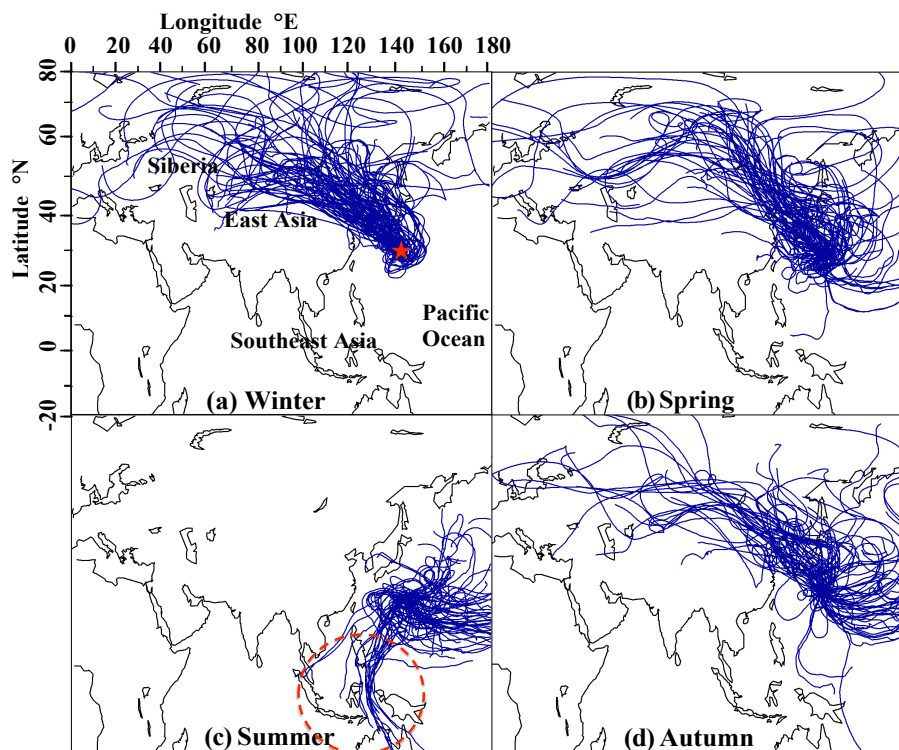 Longitude °E
0 20 40 60 80 100 120 140 160 180
Latitude °N
80
60
40
20
0
-20
Siberia
East Asia
Southeast Asia
Pacific
Ocean
(a) Winter
(b) Spring
(c) Summer
(d) Autumn